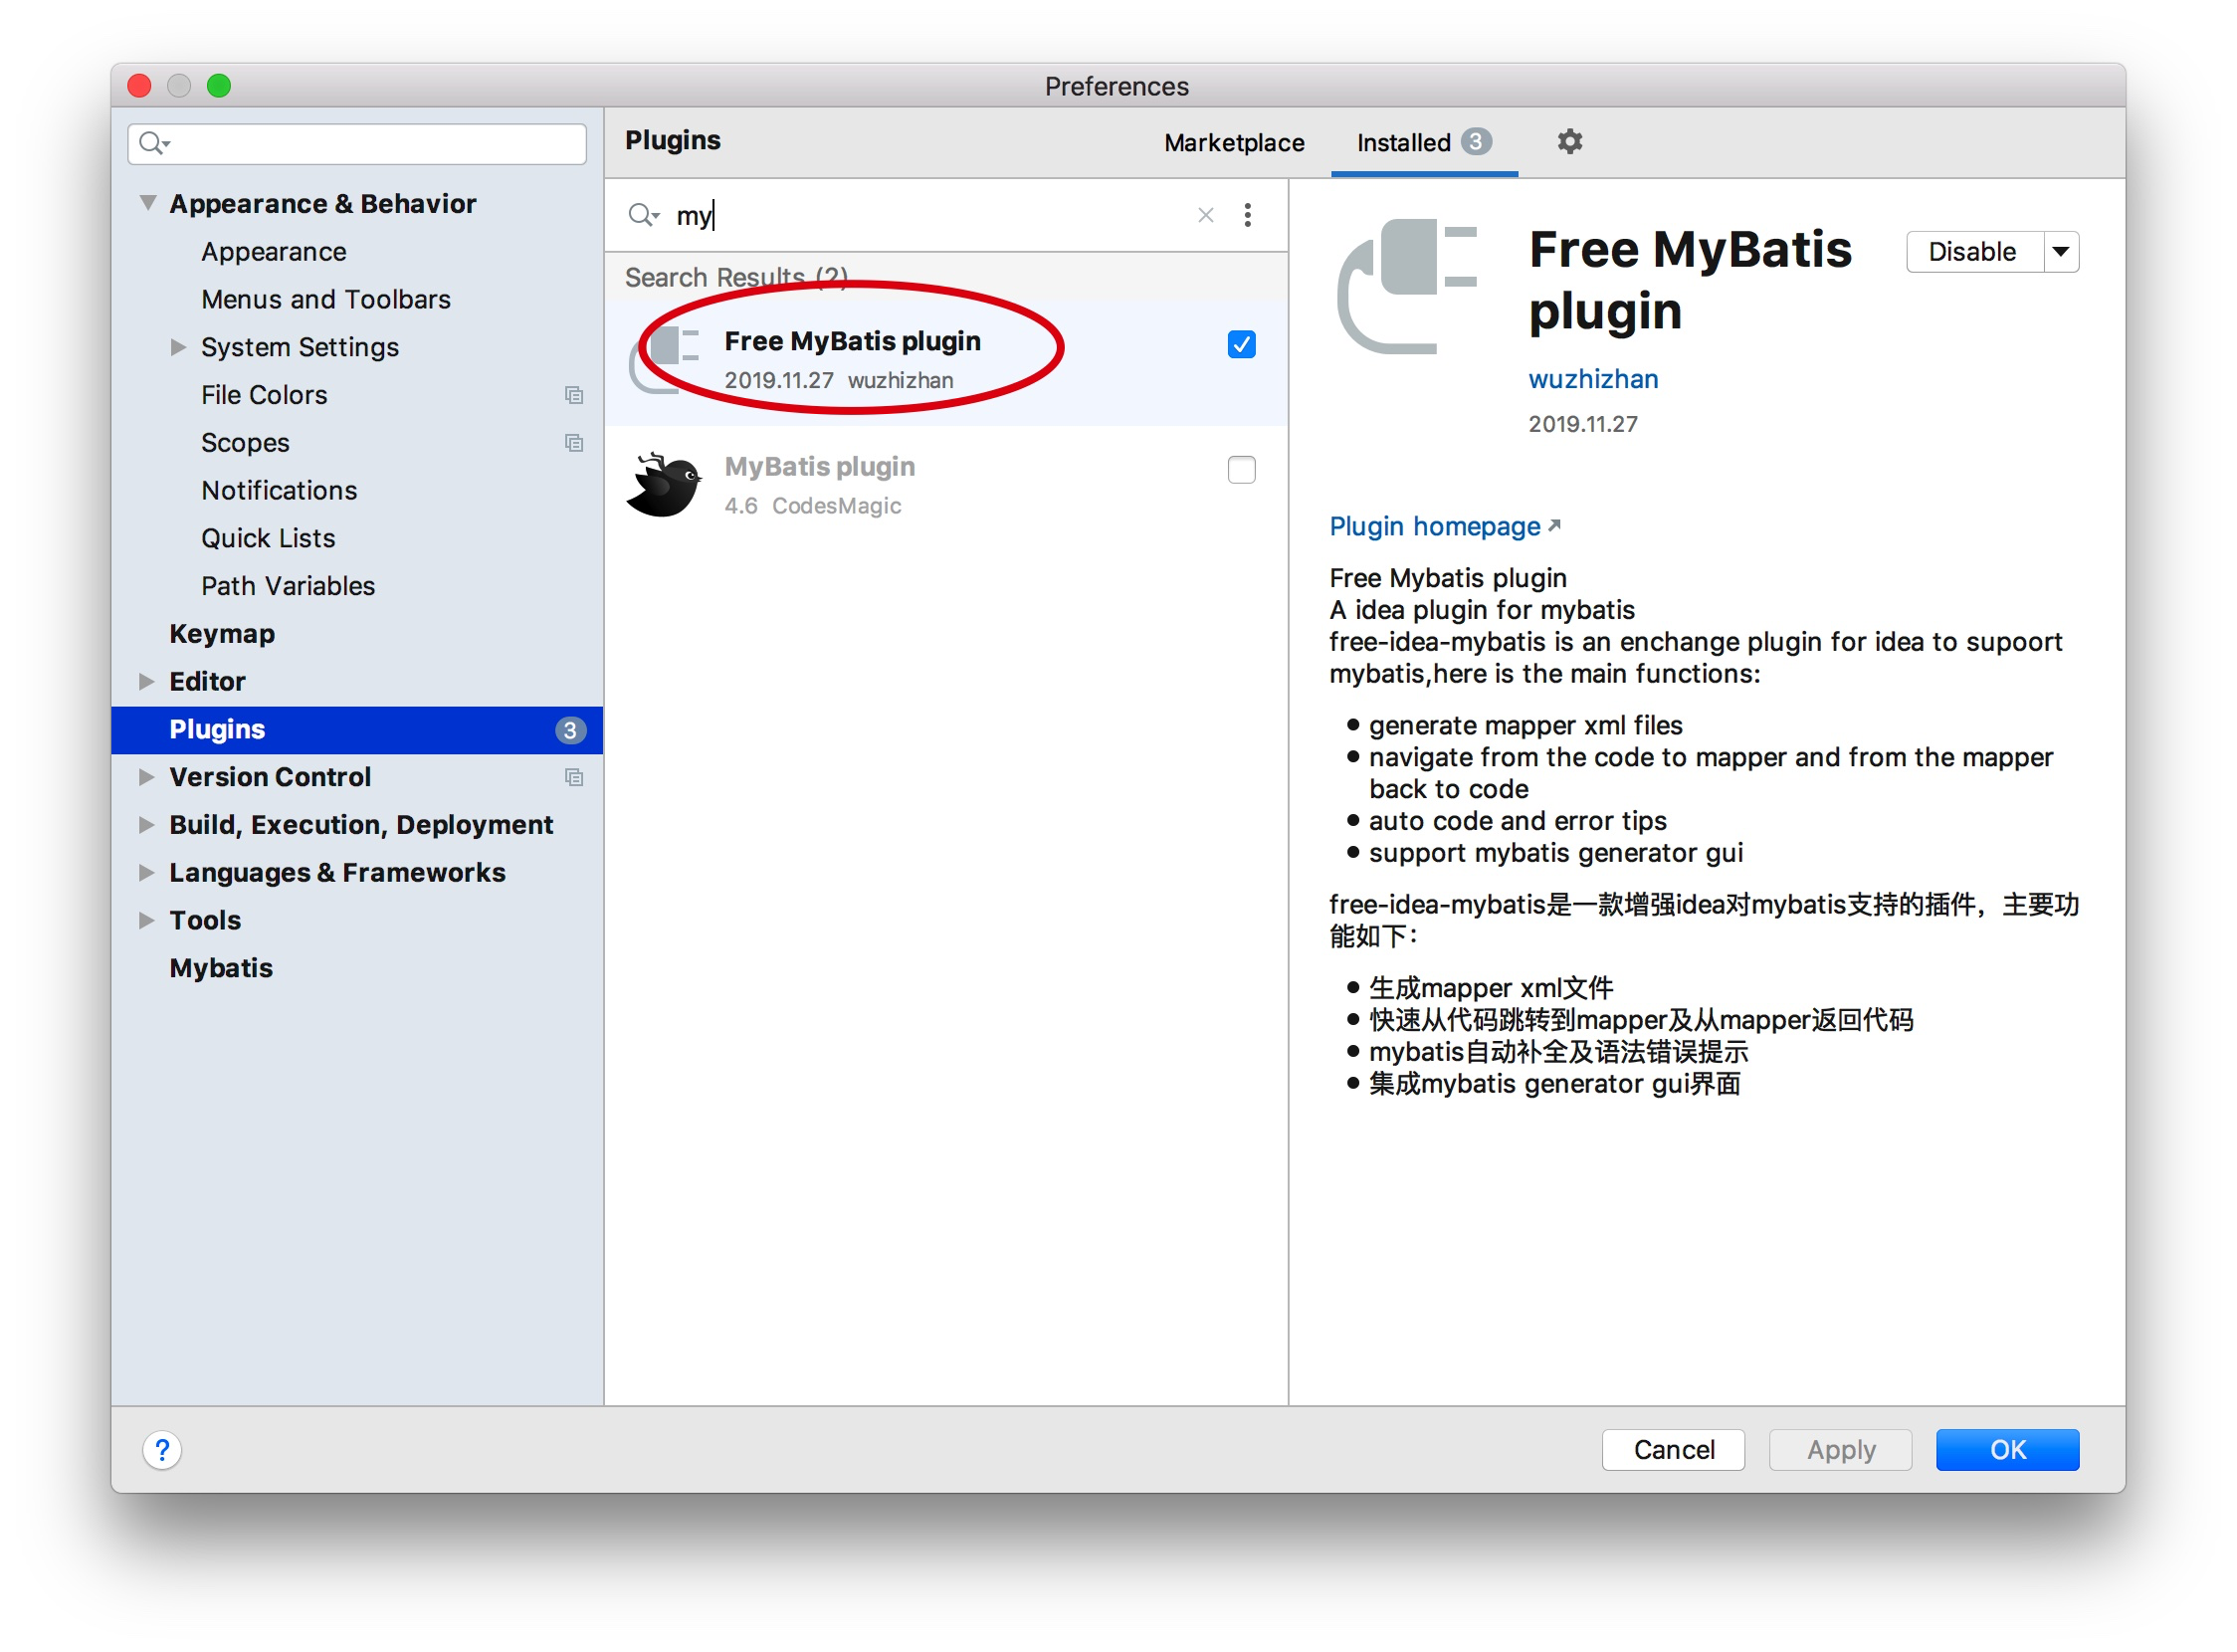 Preferences
Appearance & Behavior
Appearance
Menus and Toolbars
System Settings
File Colors
Scopes
Notifications
Quick Lists
Path Variables
Keymap
Editor
Plugins 3
Version Control
Build, Execution, Deployment
Languages & Frameworks
Tools
Mybatis
Plugins Marketplace Installed 3
my
Search Results (2)
Free MyBatis plugin
2019.11.27 wuzhizhan
MyBatis plugin
4.6 CodesMagic
Free MyBatis
plugin
Disable
wuzhizhan
2019.11.27
Plugin homepage
Free Mybatis plugin
A idea plugin for mybatis
free-idea-mybatis is an enchange plugin for idea to supoort
mybatis,here is the main functions:
generate mapper xml files
navigate from the code to mapper and from the mapper
back to code
auto code and error tips
support mybatis generator gui
free-idea-mybatis是一款增强idea对mybatis支持的插件，主要功
能如下：
生成mapper xml文件
快速从代码跳转到mapper及从mapper返回代码
mybatis自动补全及语法错误提示
集成mybatis generator gui界面
?
Cancel
Apply
OK